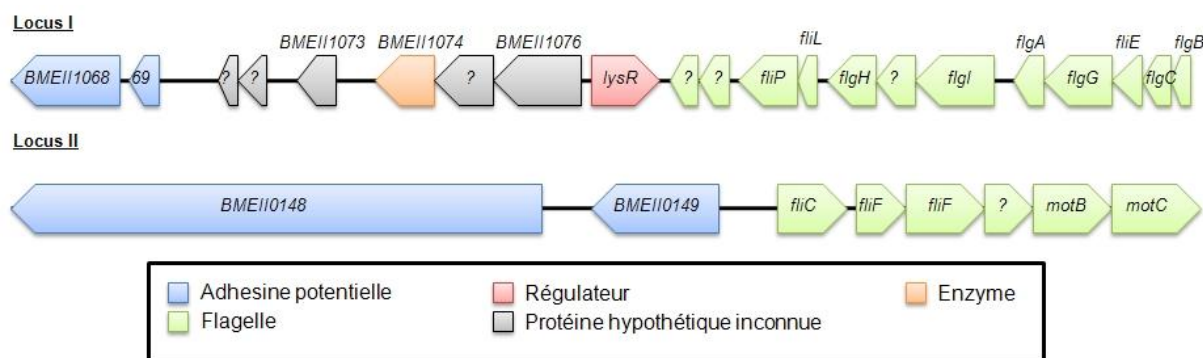 Locus I
BMEII1073 BMEII1074 BMEII1076 fliL flgA fliE flgB
BMEII1068 69 ? ? ? lysR ? ? fliP flgH ? flgI flgG flgC
Locus II
BMEII0148 BMEII0149 fliC fliF fliF ? motB motC
Adhésine potentielle Régulateur Enzyme
Flagelle Protéine hypothétique inconnue